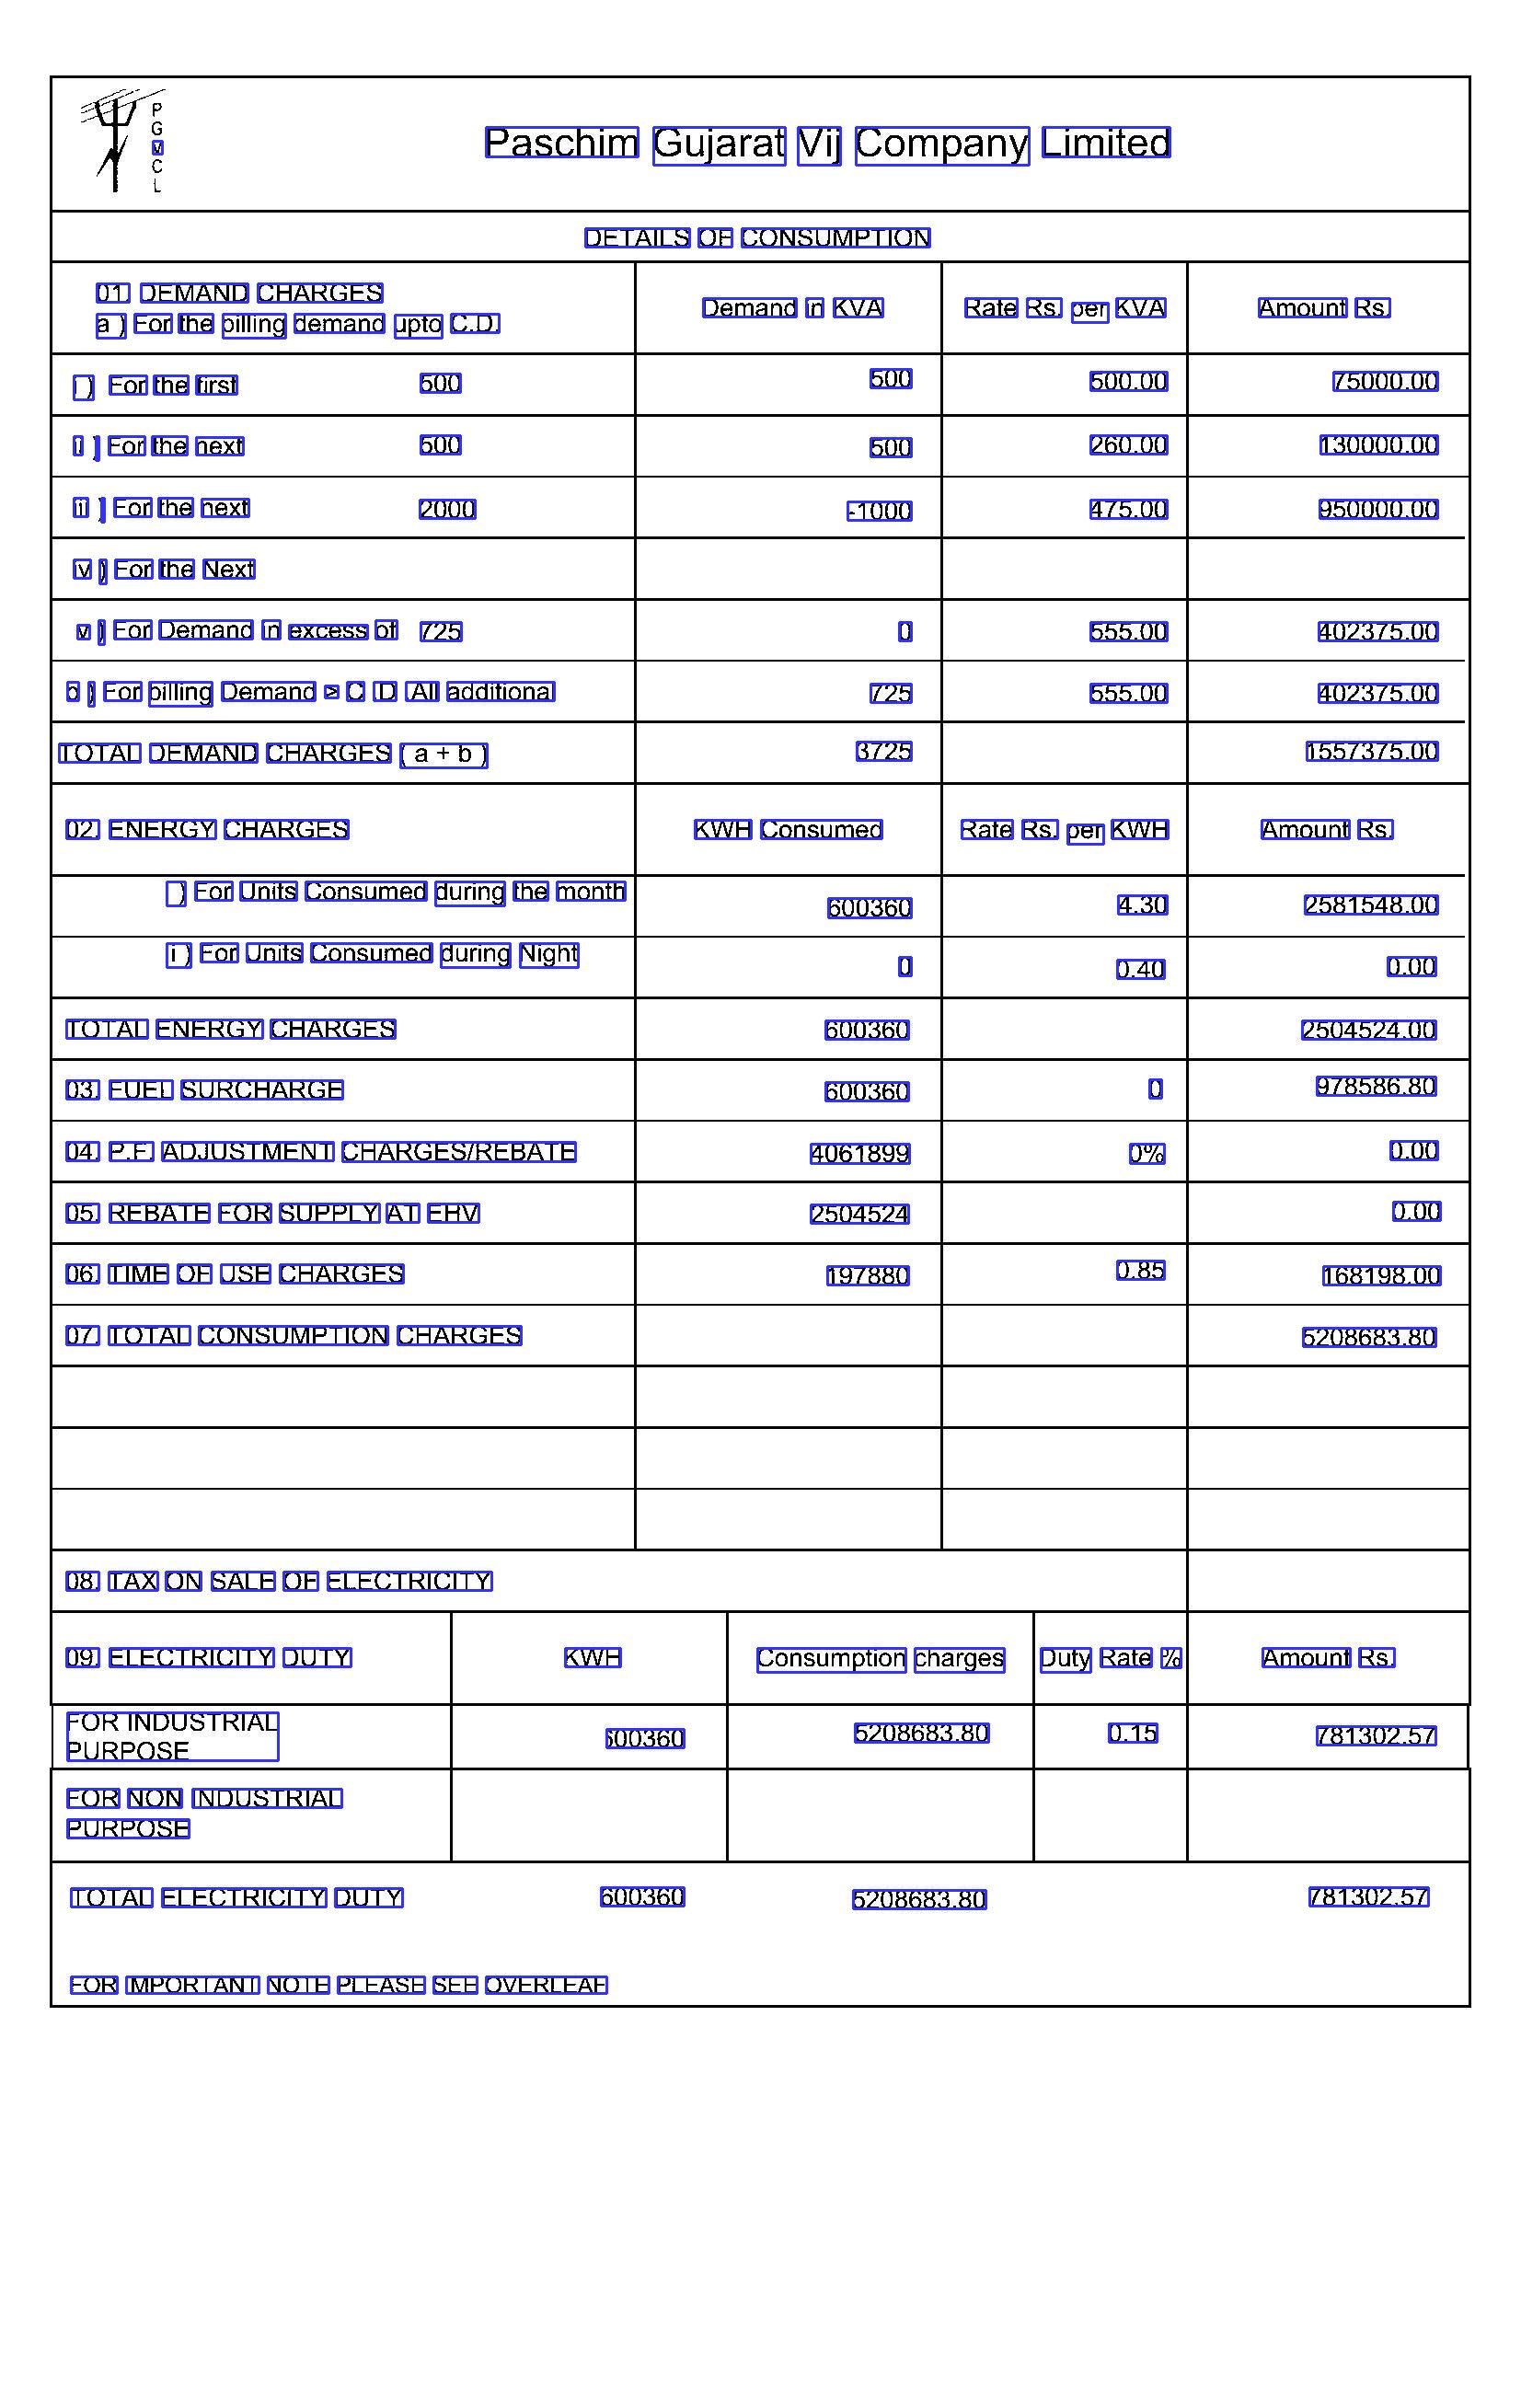 P
G
V
C
L
Paschim Gujarat Vij Company Limited
DETAILS OF CONSUMPTION
01. DEMAND CHARGES
a ) For the billing demand upto C.D.
Demand in KVA
Rate Rs. per KVA
Amount Rs.
i ) For the first 500 500 500.00 75000.00
ii ) For the next 500 500 260.00 130000.00
iii ) For the next 2000 -1000 475.00 950000.00
iv ) For the Next
v ) For Demand in excess of 725 0 555.00 402375.00
b ) For billing Demand > C D All additional 725 555.00 402375.00
TOTAL DEMAND CHARGES ( a + b ) 3725 1557375.00
02. ENERGY CHARGES KWH Consumed Rate Rs. per KWH Amount Rs.
i ) For Units Consumed during the month 600360 4.30 2581548.00
ii ) For Units Consumed during Night 0 0.40 0.00
TOTAL ENERGY CHARGES 600360 2504524.00
03. FUEL SURCHARGE 600360 0 978586.80
04. P.F. ADJUSTMENT CHARGES/REBATE 4061899 0% 0.00
05. REBATE FOR SUPPLY AT EHV 2504524 0.00
06. TIME OF USE CHARGES 197880 0.85 168198.00
07. TOTAL CONSUMPTION CHARGES 5208683.80
08. TAX ON SALE OF ELECTRICITY
09. ELECTRICITY DUTY KWH Consumption charges Duty Rate % Amount Rs.
FOR INDUSTRIAL
PURPOSE
600360 5208683.80 0.15 781302.57
FOR NON INDUSTRIAL
PURPOSE
TOTAL ELECTRICITY DUTY 600360 5208683.80 781302.57
FOR IMPORTANT NOTE PLEASE SEE OVERLEAF